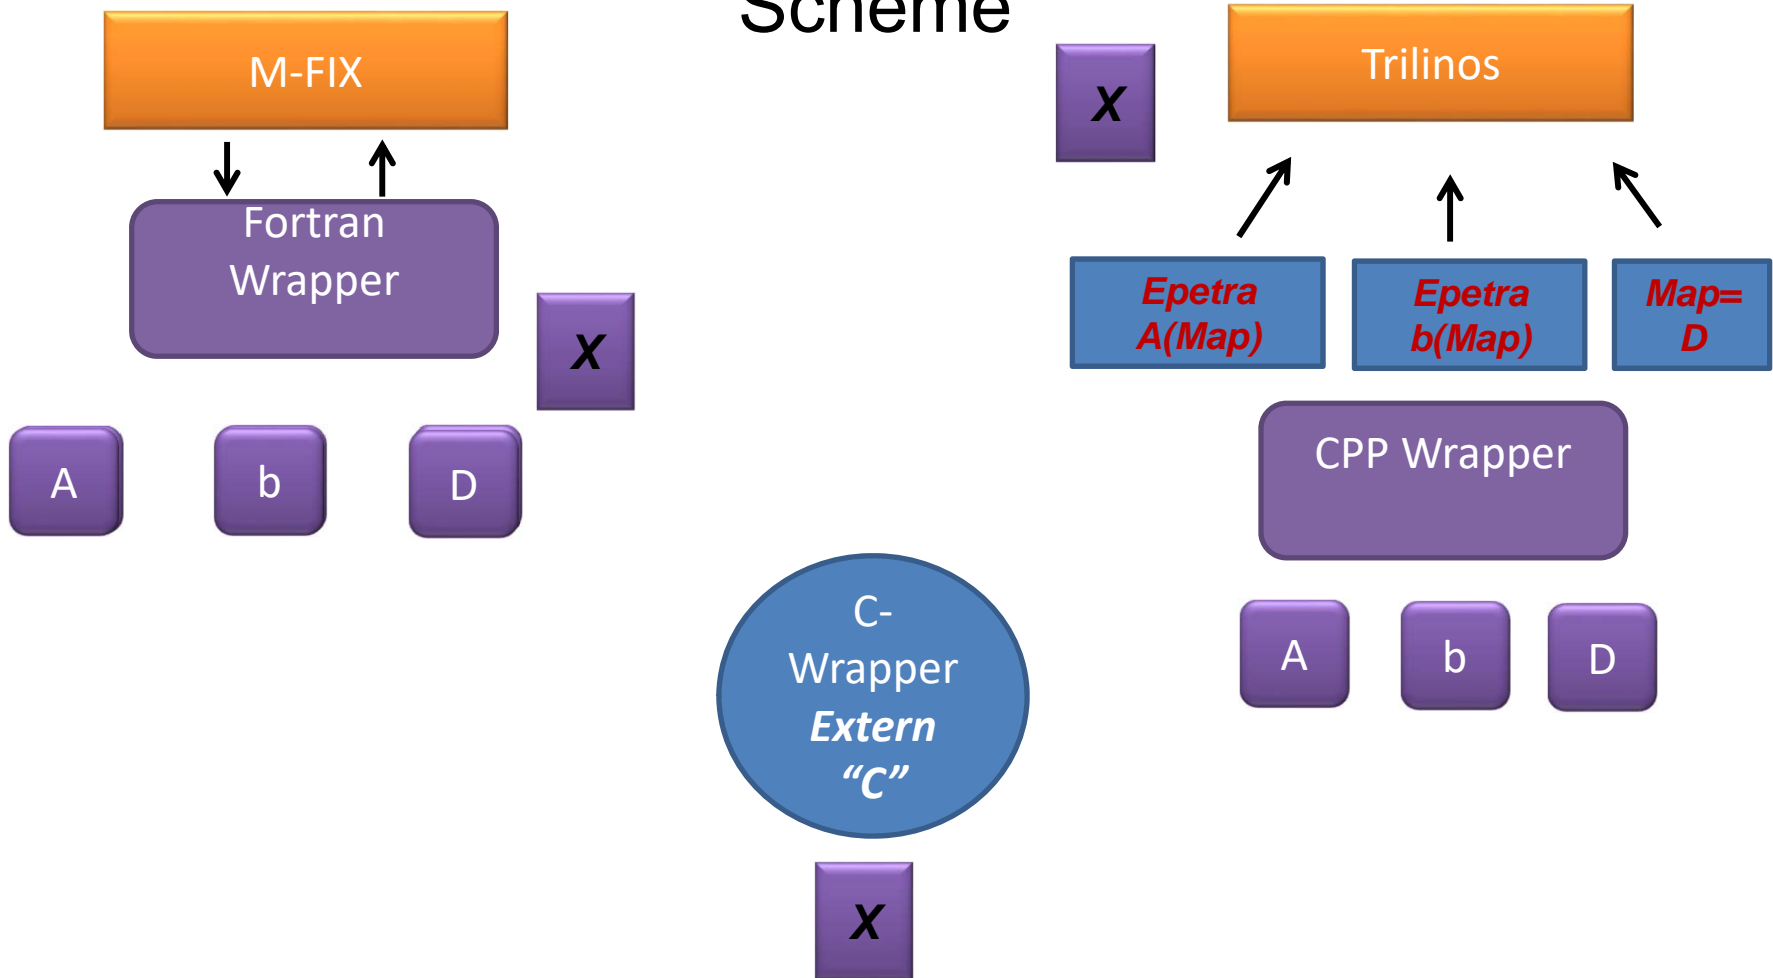 Scheme
M-FIX
Fortran
Wrapper
X
A
b
D
C-
Wrapper
Extern
“C”
X
X
Trilinos
Epetra
A(Map)
Epetra
b(Map)
Map=
D
CPP Wrapper
A
b
D